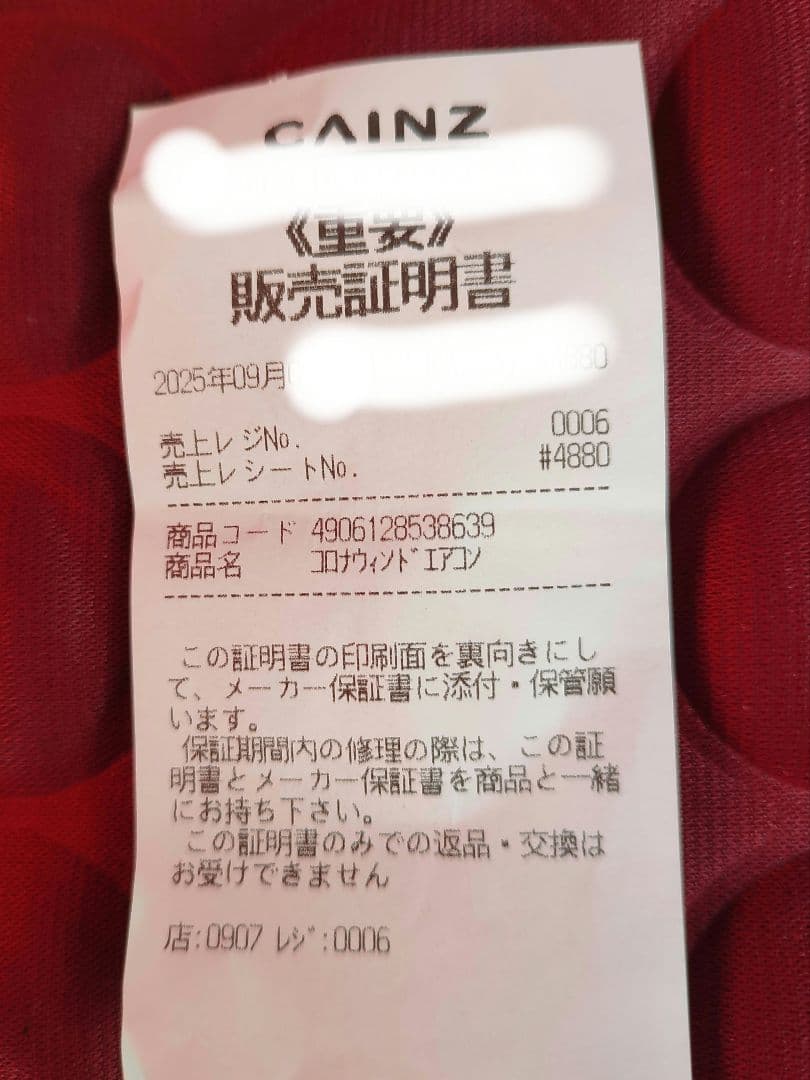 CAINZ
《重要》
販売証明書
2025年09月
売上レジNo. 0006
売上レシートNo. #4880
商品コード 4906128538639
商品名 コロナウィンドエアコン
この証明書の印刷面を裏向きにし
て、メーカー保証書に添付・保管願
います。
保証期間内の修理の際は、この証
明書とメーカー保証書を商品と一緒
にお持ち下さい。
この証明書のみでの返品・交換は
お受けできません
店:0907 レジ:0006